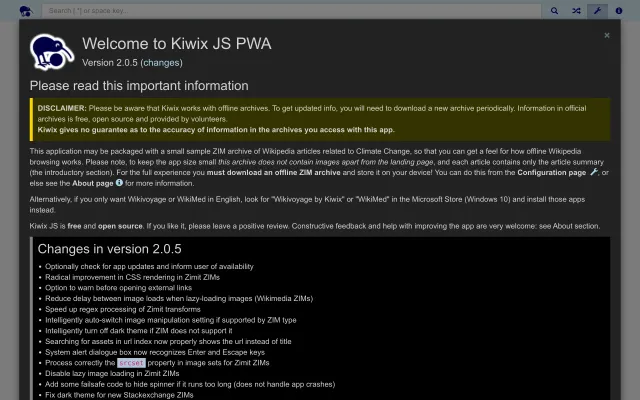 Search [.*] or space key...
Welcome to Kiwix JS PWA
×
Version 2.0.5 (changes)
Please read this important information
DISCLAIMER: Please be aware that Kiwix works with offline archives. To get updated info, you will need to download a new archive periodically. Information in official
archives is free, open source and provided by volunteers.
Kiwix gives no guarantee as to the accuracy of information in the archives you access with this app.
This application may be packaged with a small sample ZIM archive of Wikipedia articles related to Climate Change, so that you can get a feel for how offline Wikipedia
browsing works. Please note, to keep the app size small this archive does not contain images apart from the landing page, and each article contains only the article summary
(the introductory section). For the full experience you must download an offline ZIM archive and store it on your device! You can do this from the Configuration page , or
else see the About page for more information.
Alternatively, if you only want Wikivoyage or WikiMed in English, look for "Wikivoyage by Kiwix" or "WikiMed" in the Microsoft Store (Windows 10) and install those apps
instead.
Kiwix JS is free and open source. If you like it, please leave a positive review. Constructive feedback and help with improving the app are very welcome: see About section.
Changes in version 2.0.5
• Optionally check for app updates and inform user of availability
• Radical improvement in CSS rendering in Zimit ZIMs
• Option to warn before opening external links
• Reduce delay between image loads when lazy-loading images (Wikimedia ZIMs)
• Speed up regex processing of Zimit transforms
• Intelligently auto-switch image manipulation setting if supported by ZIM type
• Intelligently turn off dark theme if ZIM does not support it
• Searching for assets in url index now properly shows the url instead of title
• System alert dialogue box now recognizes Enter and Escape keys
• Process correctly the srcset property in image sets for Zimit ZIMs
• Disable lazy image loading in Zimit ZIMs
• Add some failsafe code to hide spinner if it runs too long (does not handle app crashes)
• Fix dark theme for new Stackexchange ZIMs